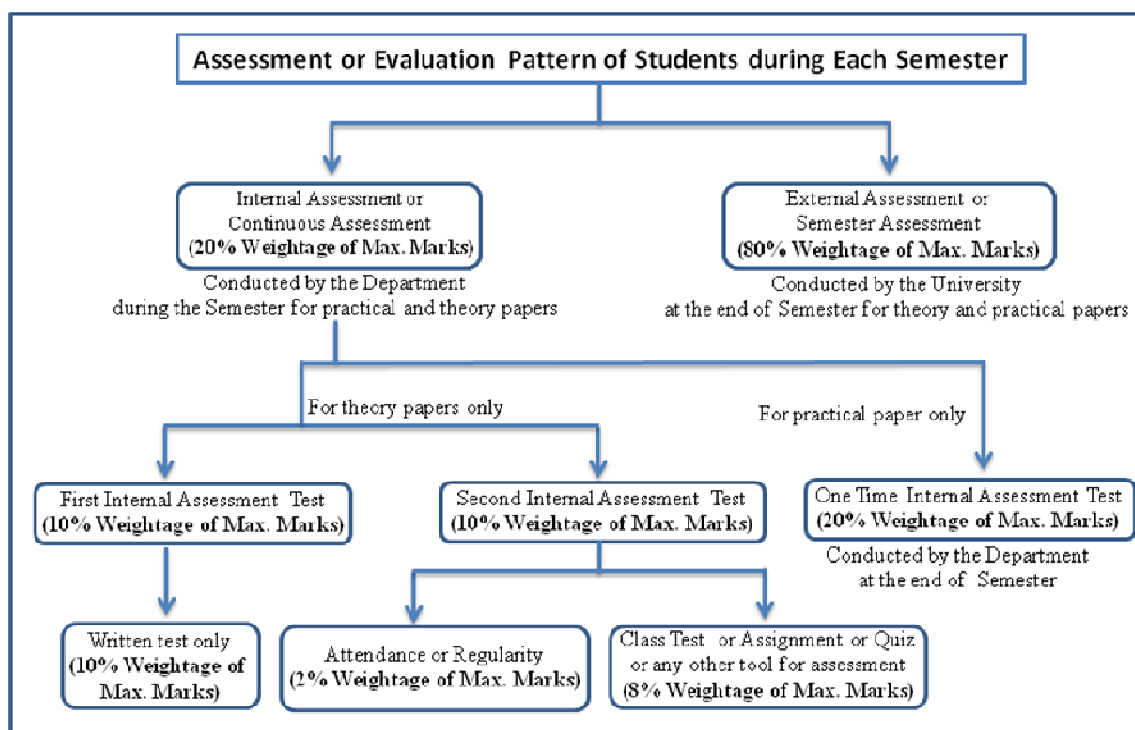 Assessment or Evaluation Pattern of Students during Each Semester
Internal Assessment or
Continuous Assessment
(20% Weightage of Max. Marks)
Conducted by the Department
during the Semester for practical and theory papers
External Assessment or
Semester Assessment
(80% Weightage of Max. Marks)
Conducted by the University
at the end of Semester for theory and practical papers
For theory papers only
For practical paper only
First Internal Assessment Test
(10% Weightage of Max. Marks)
Second Internal Assessment Test
(10% Weightage of Max. Marks)
One Time Internal Assessment Test
(20% Weightage of Max. Marks)
Conducted by the Department
at the end of Semester
Written test only
(10% Weightage of
Max. Marks)
Attendance or Regularity
(2% Weightage of Max. Marks)
Class Test or Assignment or Quiz
or any other tool for assessment
(8% Weightage of Max. Marks)